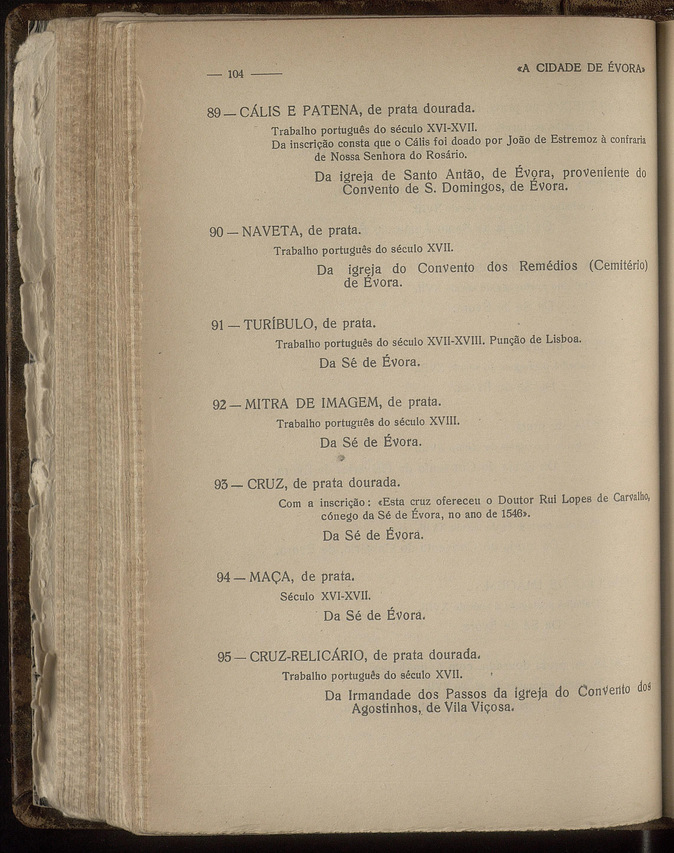 — 104 —
«A CIDADE DE ÉVORA»
89 — CÁLIS E PATENA, de prata dourada.
Trabalho português do século XVI-XVII.
Da inscrição consta que o Cális foi doado por João de Estremoz à confraria
de Nossa Senhora do Rosário.
Da igreja de Santo Antão, de Évora, proveniente do
Convento de S. Domingos, de Évora.
90 — NAVETA, de prata.
Trabalho português do século XVII.
Da igreja do Convento dos Remédios (Cemitério)
de Évora.
91 — TURÍBULO, de prata.
Trabalho português do século XVII-XVIII. Punção de Lisboa.
Da Sé de Évora.
92 — MITRA DE IMAGEM, de prata.
Trabalho português do século XVIII.
Da Sé de Évora.
93 — CRUZ, de prata dourada.
Com a inscrição : «Esta cruz ofereceu o Doutor Rui Lopes de Carvalho,
cónego da Sé de Évora, no ano de 1546».
Da Sé de Évora.
94 — MAÇA, de prata.
Século XVI-XVII.
Da Sé de Évora.
95 — CRUZ-RELICÁRIO, de prata dourada.
Trabalho português do século XVII.
Da Irmandade dos Passos da igreja do Convento dos
Agostinhos, de Vila Viçosa.